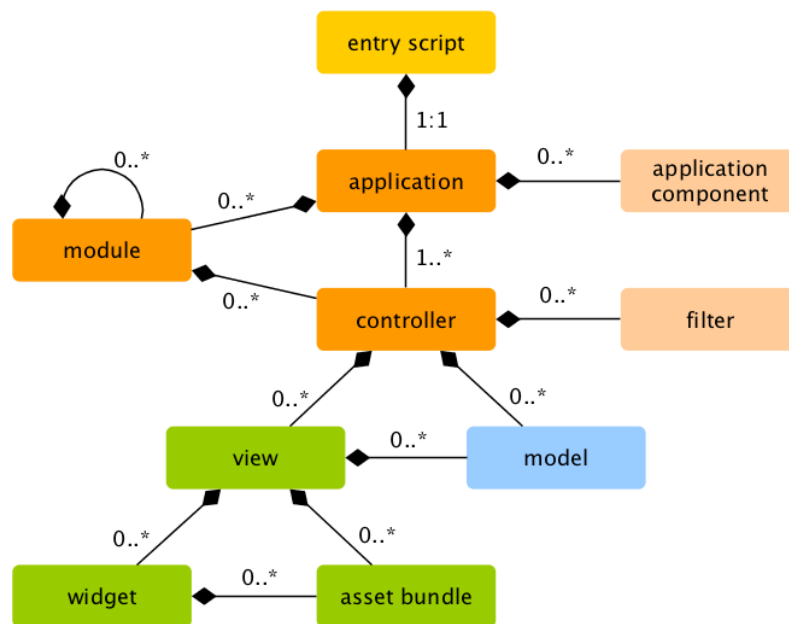 entry script
1:1
0..*
0..*
application
0..*
application
component
module
0..*
1..*
controller
0..*
filter
0..*
0..*
view
0..*
model
0..*
0..*
widget
0..*
asset bundle